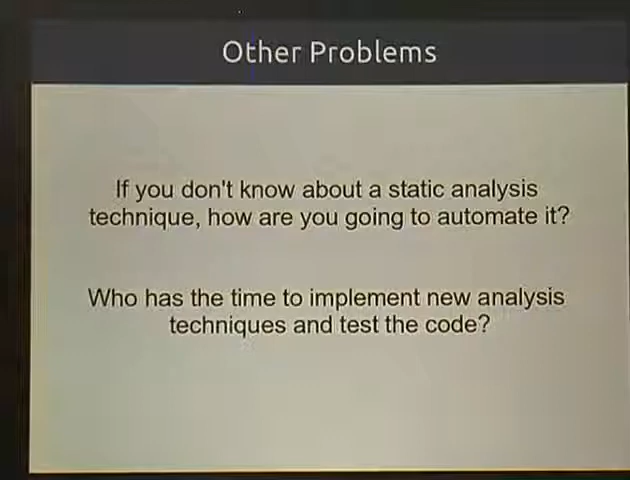 Other Problems
If you don't know about a static analysis
technique, how are you going to automate it?
Who has the time to implement new analysis
techniques and test the code?